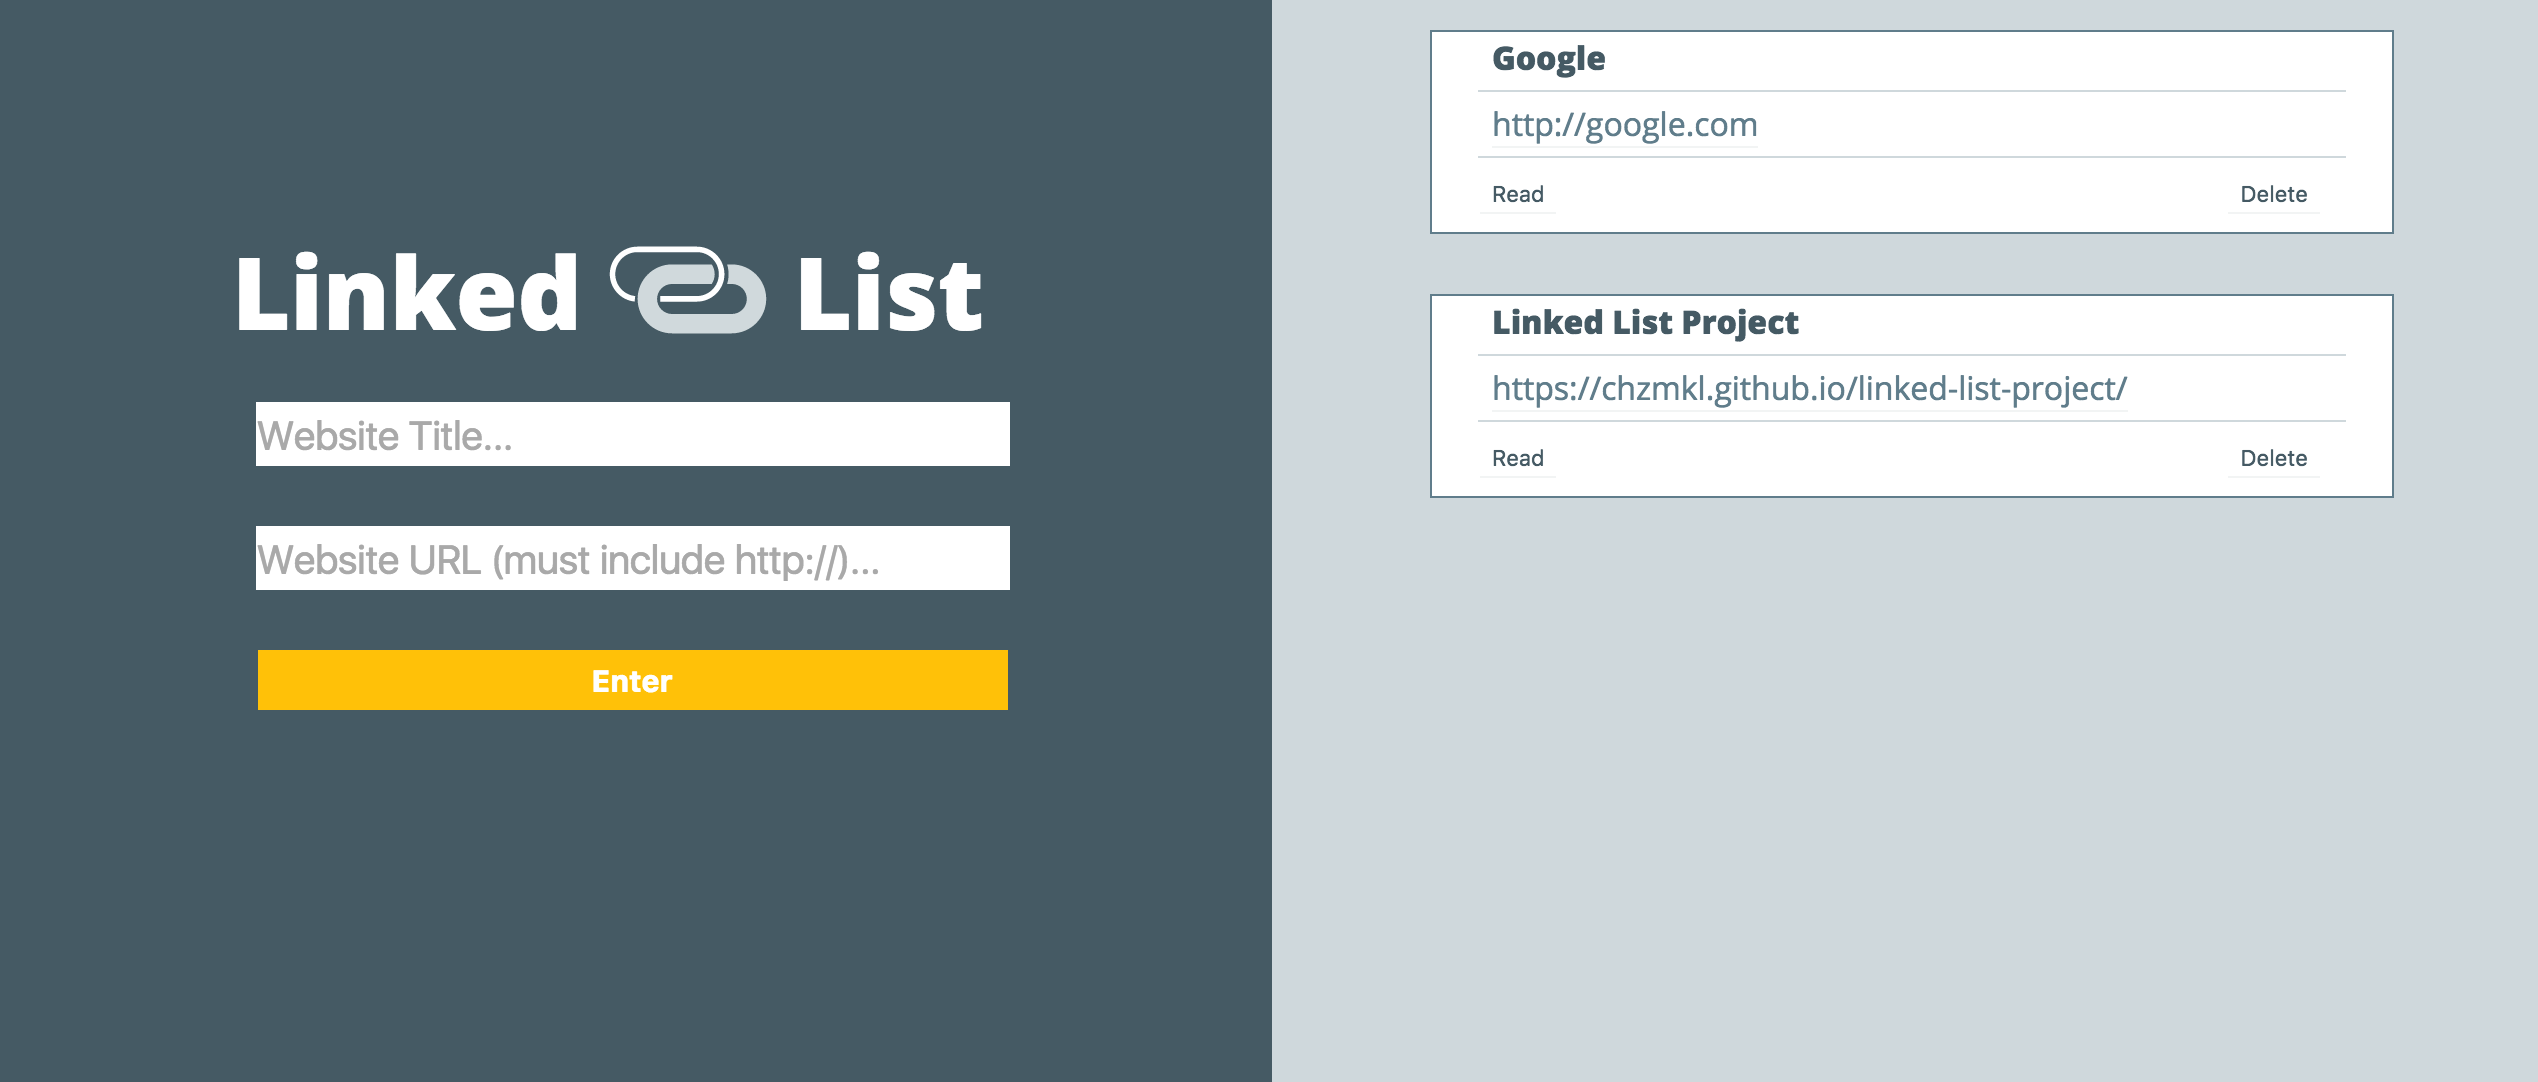 Linked List
Website Title...
Website URL (must include http://)...
Enter
Google
http://google.com
Read Delete
Linked List Project
https://chzmkl.github.io/linked-list-project/
Read Delete